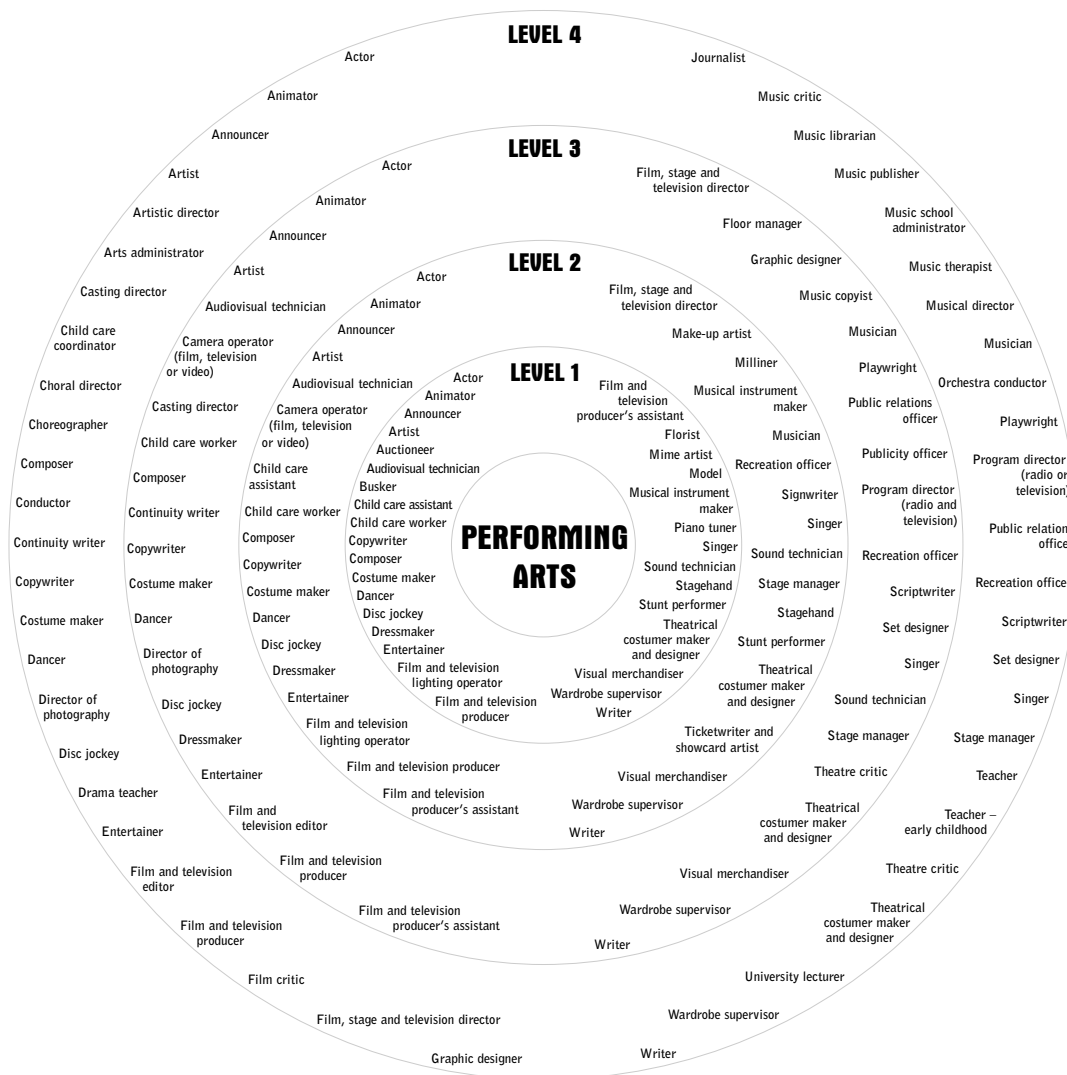 LEVEL 4
Actor
Animator
Announcer
Artist
Artistic director
Arts administrator
Casting director
Child care
coordinator
Choral director
Choreographer
Composer
Conductor
Continuity writer
Copywriter
Costume maker
Dancer
Director of
photography
Disc jockey
Drama teacher
Entertainer
Film and television
editor
Film and television
producer
Film critic
Film, stage and television director
Graphic designer
Journalist
Music critic
Music librarian
Music publisher
Music school
administrator
Music therapist
Musical director
Musician
Orchestra conductor
Playwright
Program director
(radio or
television)
Public relation
office
Recreation office
Scriptwriter
Set designer
Singer
Stage manager
Teacher
Teacher –
early childhood
Theatre critic
Theatrical
costumer maker
and designer
University lecturer
Wardrobe supervisor
Writer
LEVEL 3
Actor
Animator
Announcer
Artist
Audiovisual technician
Camera operator
(film, television
or video)
Casting director
Child care worker
Composer
Continuity writer
Copywriter
Costume maker
Dancer
Director of
photography
Disc jockey
Dressmaker
Entertainer
Film and
television editor
Film and television
producer
Film and television
producer's assistant
Film, stage and
television director
Floor manager
Graphic designer
Music copyist
Musician
Playwright
Public relations
officer
Publicity officer
Program director
(radio and
television)
Recreation officer
Scriptwriter
Set designer
Singer
Sound technician
Stage manager
Theatre critic
Theatrical
costumer maker
and designer
Visual merchandiser
Wardrobe supervisor
Writer
LEVEL 2
Actor
Animator
Announcer
Artist
Audiovisual technician
Camera operator
(film, television
or video)
Child care
assistant
Child care worker
Composer
Copywriter
Costume maker
Dancer
Disc jockey
Dressmaker
Entertainer
Film and television
lighting operator
Film and television producer
Film and television
producer's assistant
Film, stage and
television director
Make-up artist
Milliner
Musical instrument
maker
Musician
Recreation officer
Signwriter
Singer
Sound technician
Stage manager
Stagehand
Stunt performer
Theatrical
costumer maker
and designer
Ticketwriter and
showcard artist
Visual merchandiser
Wardrobe supervisor
Writer
LEVEL 1
Actor
Animator
Announcer
Artist
Auctioneer
Audiovisual technician
Busker
Child care assistant
Child care worker
Copywriter
Composer
Costume maker
Dancer
Disc jockey
Dressmaker
Entertainer
Film and television
lighting operator
Film and television
producer
Film and
television
producer's assistant
Florist
Mime artist
Model
Musical instrument
maker
Piano tuner
Singer
Sound technician
Stagehand
Stunt performer
Theatrical
costumer maker
and designer
Visual merchandiser
Wardrobe supervisor
Writer
PERFORMING
ARTS